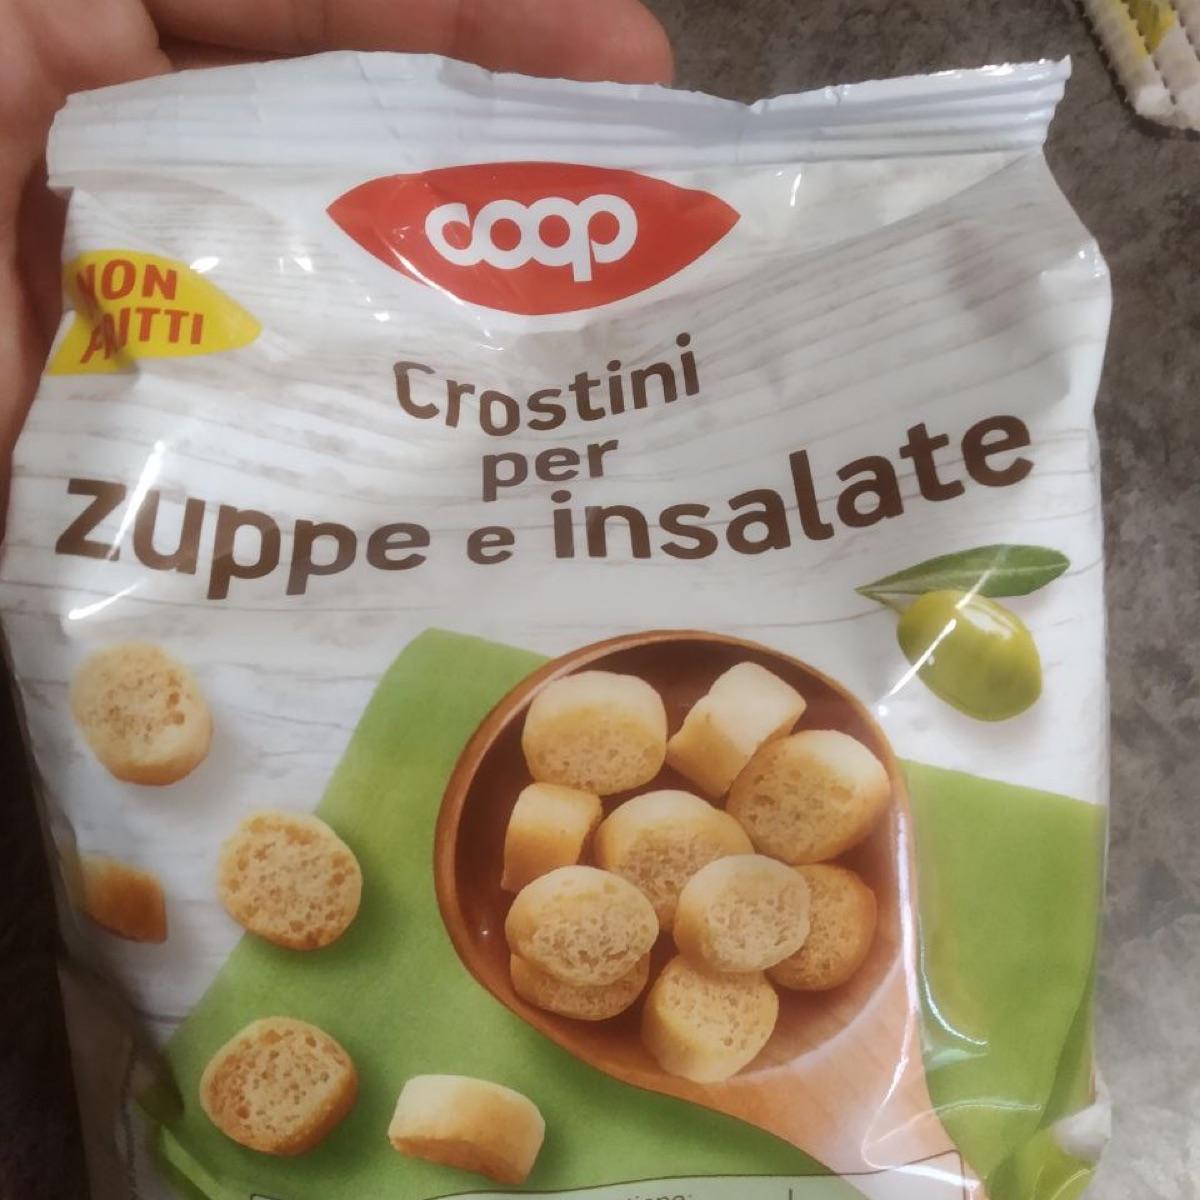 coop
NON
FRITTI
Crostini
per
zuppe e insalate